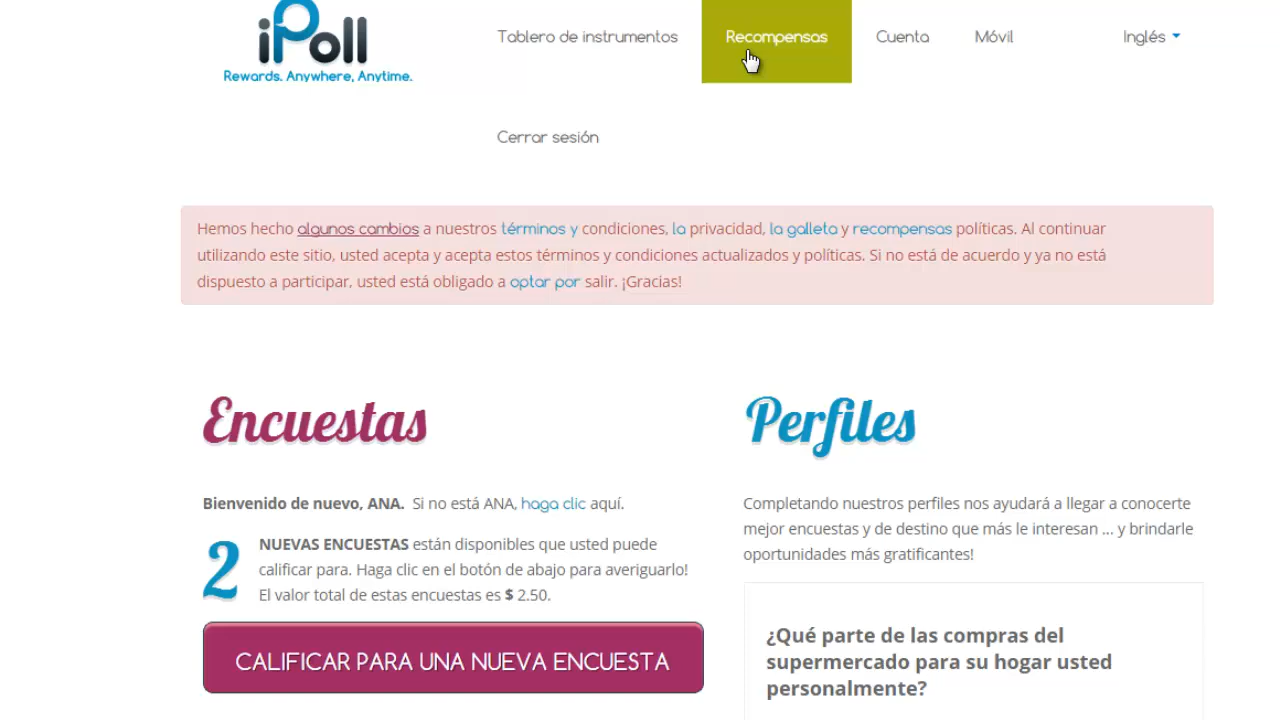 iPoll
Rewards. Anywhere, Anytime.
Tablero de instrumentos
Recompensas
Cuenta
Móvil
Inglés
Cerrar sesión
Hemos hecho algunos cambios a nuestros términos y condiciones, la privacidad, la galleta y recompensas políticas. Al continuar
utilizando este sitio, usted acepta y acepta estos términos y condiciones actualizados y políticas. Si no está de acuerdo y ya no está
dispuesto a participar, usted está obligado a optar por salir. ¡Gracias!
Encuestas
Bienvenido de nuevo, ANA. Si no está ANA, haga clic aquí.
2
NUEVAS ENCUESTAS están disponibles que usted puede
calificar para. Haga clic en el botón de abajo para averiguarlo!
El valor total de estas encuestas es $ 2.50.
CALIFICAR PARA UNA NUEVA ENCUESTA
Perfiles
Completando nuestros perfiles nos ayudará a llegar a conocerte
mejor encuestas y de destino que más le interesan ... y brindarle
oportunidades más gratificantes!
¿Qué parte de las compras del
supermercado para su hogar usted
personalmente?